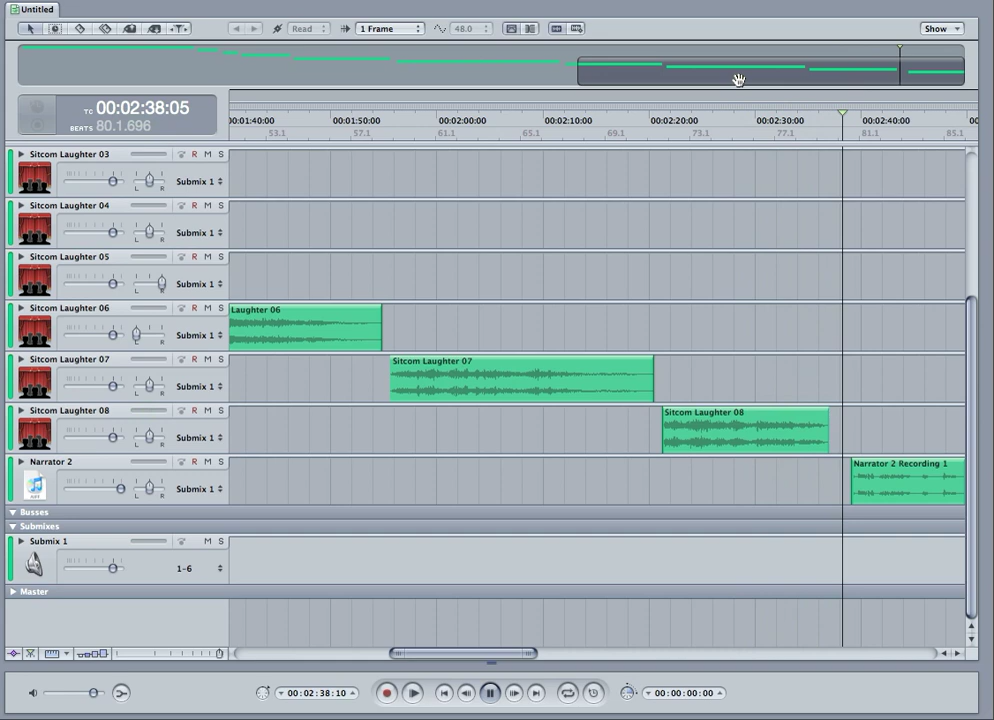 Untitled
Read
1 Frame
48.0
Show
TC 00:02:38:05
BEATS 80.1.696
00:01:40:00 00:01:50:00 00:02:00:00 00:02:10:00 00:02:20:00 00:02:30:00 00:02:40:00 00
53.1 57.1 61.1 65.1 69.1 73.1 77.1 81.1 85.1
Sitcom Laughter 03 R M S
L R Submix 1
Sitcom Laughter 04 R M S
L R Submix 1
Sitcom Laughter 05 R M S
L R Submix 1
Sitcom Laughter 06 R M S
Laughter 06
L R Submix 1
Sitcom Laughter 07 R M S
Sitcom Laughter 07
L R Submix 1
Sitcom Laughter 08 R M S
Sitcom Laughter 08
L R Submix 1
Narrator 2 R M S
Narrator 2 Recording 1
L R Submix 1
Busses
Submixes
Submix 1 M S
1-6
Master
00:02:38:10
00:00:00:00